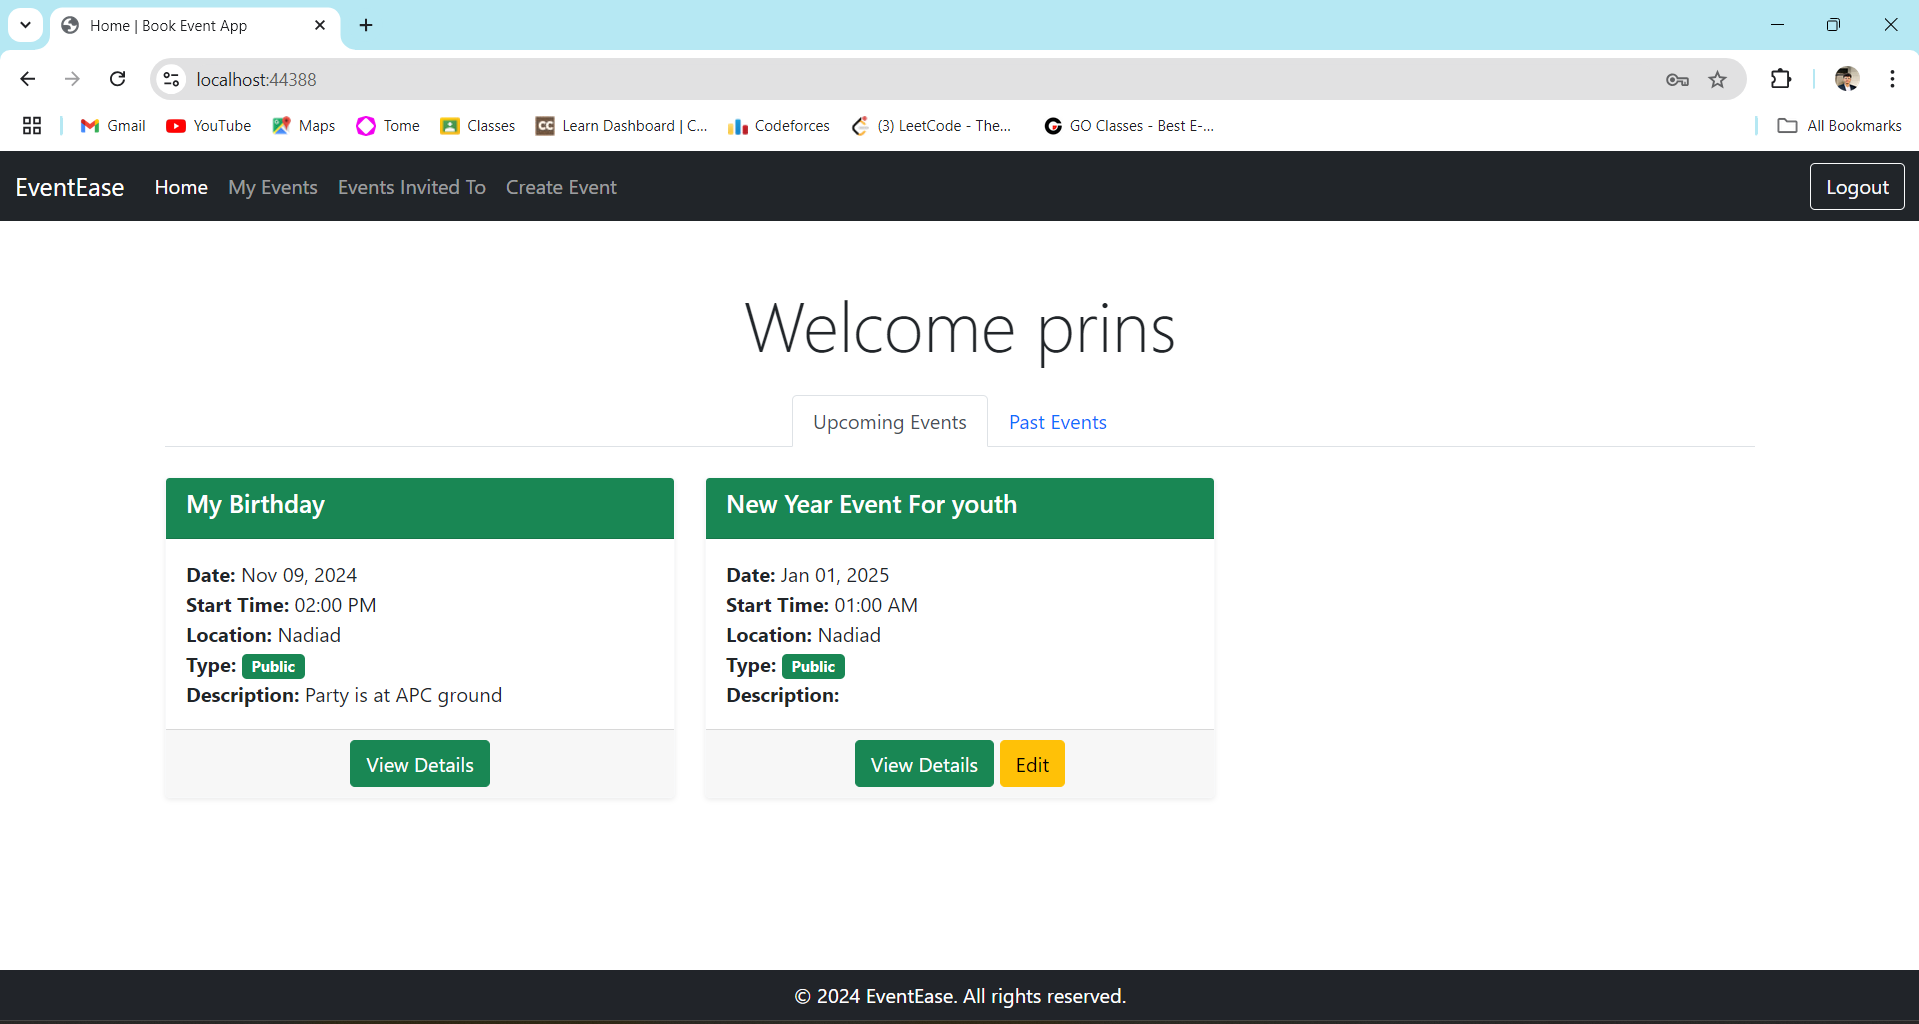 Home | Book Event App
localhost:44388
Gmail YouTube Maps Tome Classes Learn Dashboard | C... Codeforces (3) LeetCode - The... GO Classes - Best E-... All Bookmarks
EventEase Home My Events Events Invited To Create Event Logout
Welcome prins
Upcoming Events Past Events
My Birthday
Date: Nov 09, 2024
Start Time: 02:00 PM
Location: Nadiad
Type: Public
Description: Party is at APC ground
View Details
New Year Event For youth
Date: Jan 01, 2025
Start Time: 01:00 AM
Location: Nadiad
Type: Public
Description:
View Details Edit
© 2024 EventEase. All rights reserved.